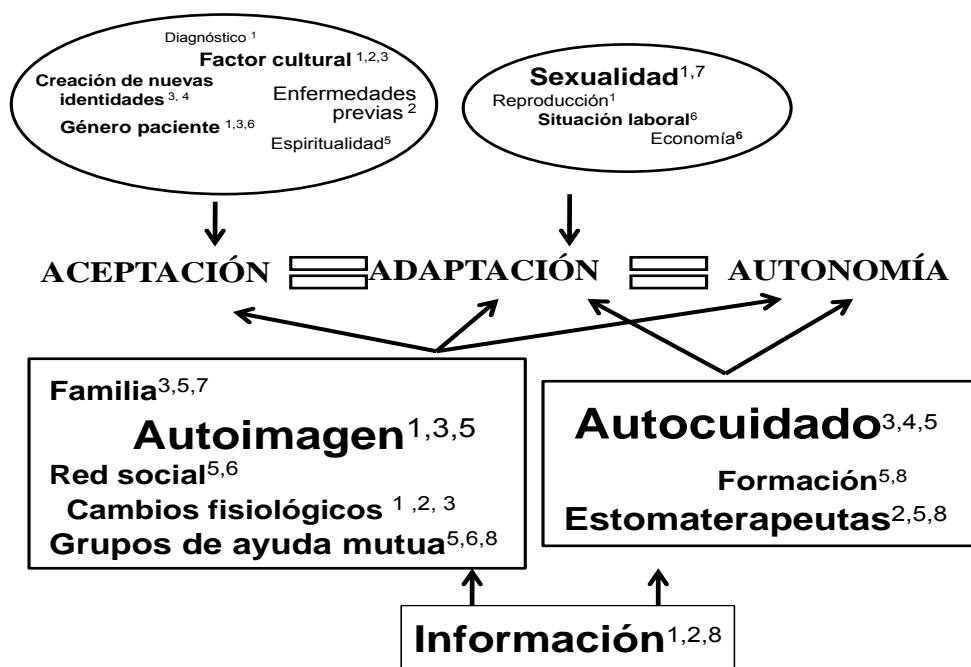 Diagnóstico ¹
Factor cultural ¹,²,³
Creación de nuevas
identidades ³, ⁴
Enfermedades
previas ²
Género paciente ¹,³,⁶
Espiritualidad⁵
Sexualidad¹,⁷
Reproducción¹
Situación laboral⁶
Economía⁶
ACEPTACIÓN ADAPTACIÓN AUTONOMÍA
Familia³,⁵,⁷
Autoimagen¹,³,⁵
Red social⁵,⁶
Cambios fisiológicos ¹ ,², ³
Grupos de ayuda mutua⁵,⁶,⁸
Autocuidado³,⁴,⁵
Formación⁵,⁸
Estomaterapeutas²,⁵,⁸
Información¹,²,⁸